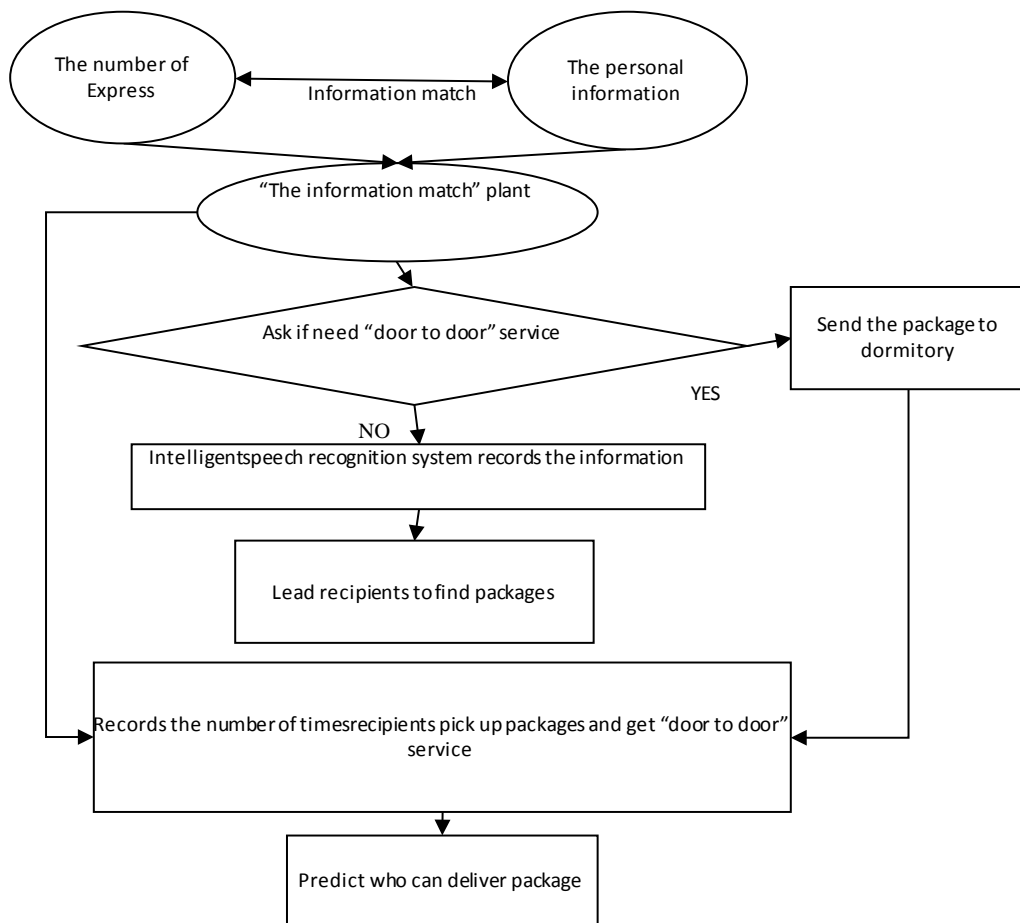 The number of
Express
The personal
information
Information match
“The information match” plant
Ask if need “door to door” service
Send the package to
dormitory
YES
NO
Intelligentspeech recognition system records the information
Lead recipients to find packages
Records the number of timesrecipients pick up packages and get “door to door”
service
Predict who can deliver package